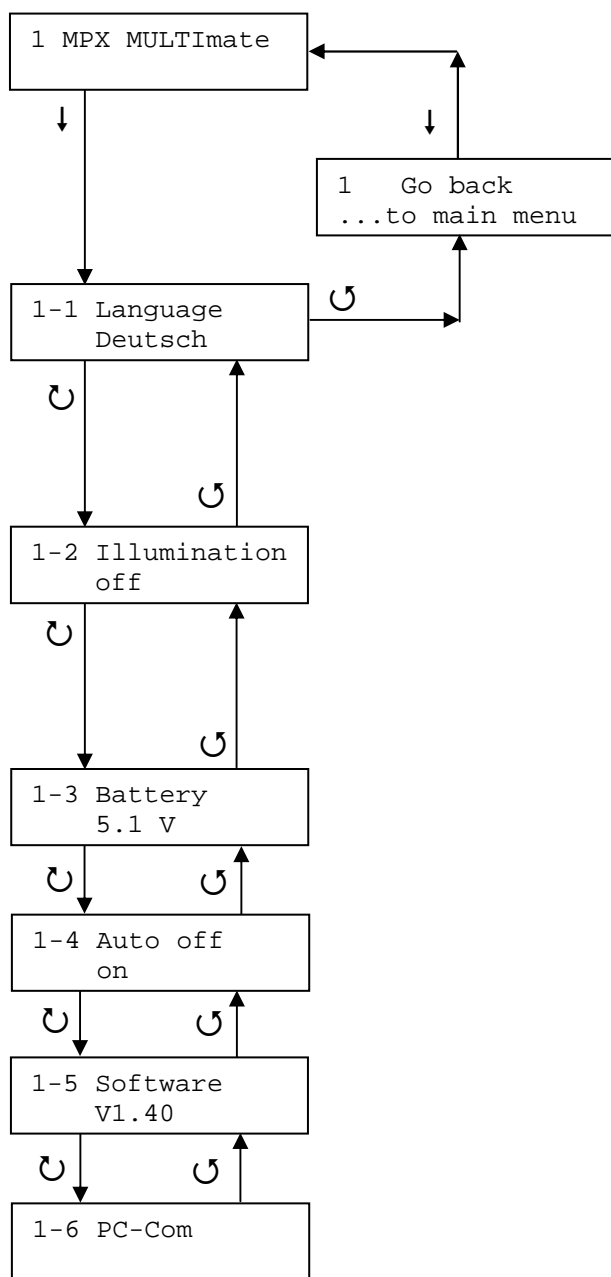 1 MPX MULTImate
1 Go back
...to main menu
1-1 Language
Deutsch
1-2 Illumination
off
1-3 Battery
5.1 V
1-4 Auto off
on
1-5 Software
V1.40
1-6 PC-Com